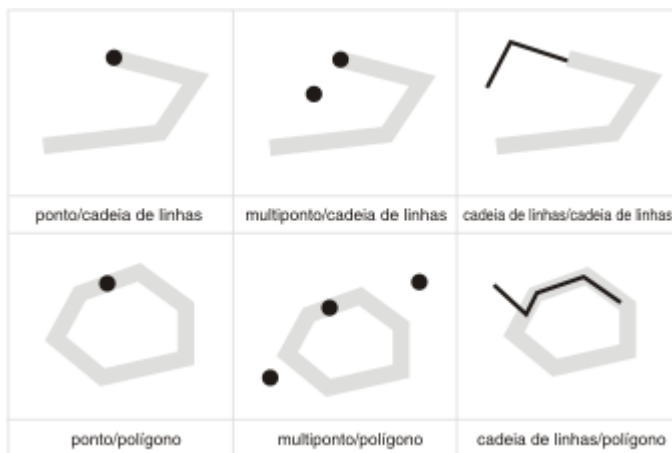 ponto/cadeia de linhas
multiponto/cadeia de linhas
cadeia de linhas/cadeia de linhas
ponto/polígono
multiponto/polígono
cadeia de linhas/polígono